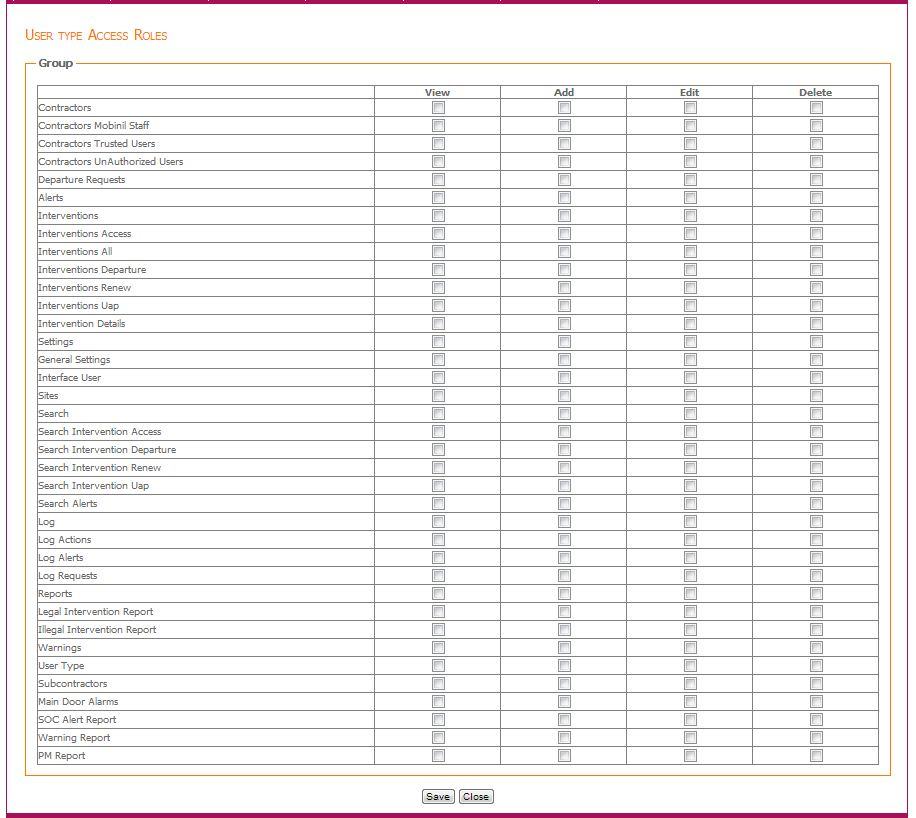 User type Access Roles
Group
View Add Edit Delete
Contractors
Contractors Mobinil Staff
Contractors Trusted Users
Contractors UnAuthorized Users
Departure Requests
Alerts
Interventions
Interventions Access
Interventions All
Interventions Departure
Interventions Renew
Interventions Uap
Intervention Details
Settings
General Settings
Interface User
Sites
Search
Search Intervention Access
Search Intervention Departure
Search Intervention Renew
Search Intervention Uap
Search Alerts
Log
Log Actions
Log Alerts
Log Requests
Reports
Legal Intervention Report
Illegal Intervention Report
Warnings
User Type
Subcontractors
Main Door Alarms
SOC Alert Report
Warning Report
PM Report
Save Close